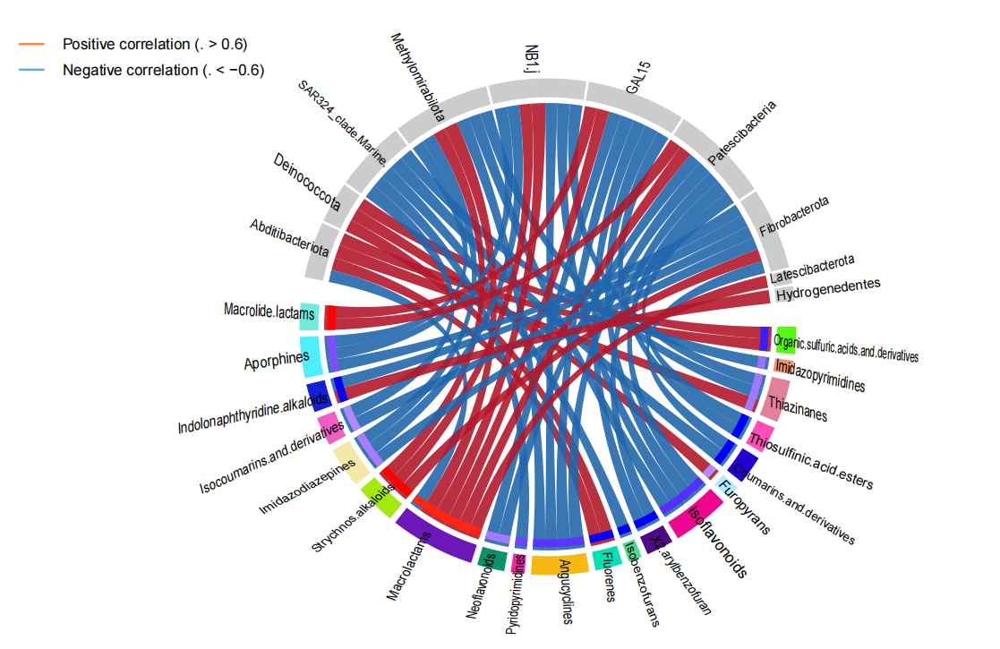 Positive correlation (. > 0.6)
Negative correlation (. < −0.6)
Abditibacteriota
Deinococcota
SAR324_clade.Marine.
Methylomirabilota
NB1.j
GAL15
Patescibacteria
Fibrobacterota
Latescibacterota
Hydrogenedentes
Organic.sulfuric.acids.and.derivatives
Imidazopyrimidines
Thiazinanes
Thiosulfinic.acid.esters
Coumarins.and.derivatives
Furopyrans
Isoflavonoids
X2.arylbenzofuran
Isobenzofurans
Fluorenes
Angucyclines
Pyridopyrimidines
Neoflavonoids
Macrolactams
Strychnos.alkaloids
Imidazodiazepines
Isocoumarins.and.derivatives
Indolonaphthyridine.alkaloids
Aporphines
Macrolide.lactams